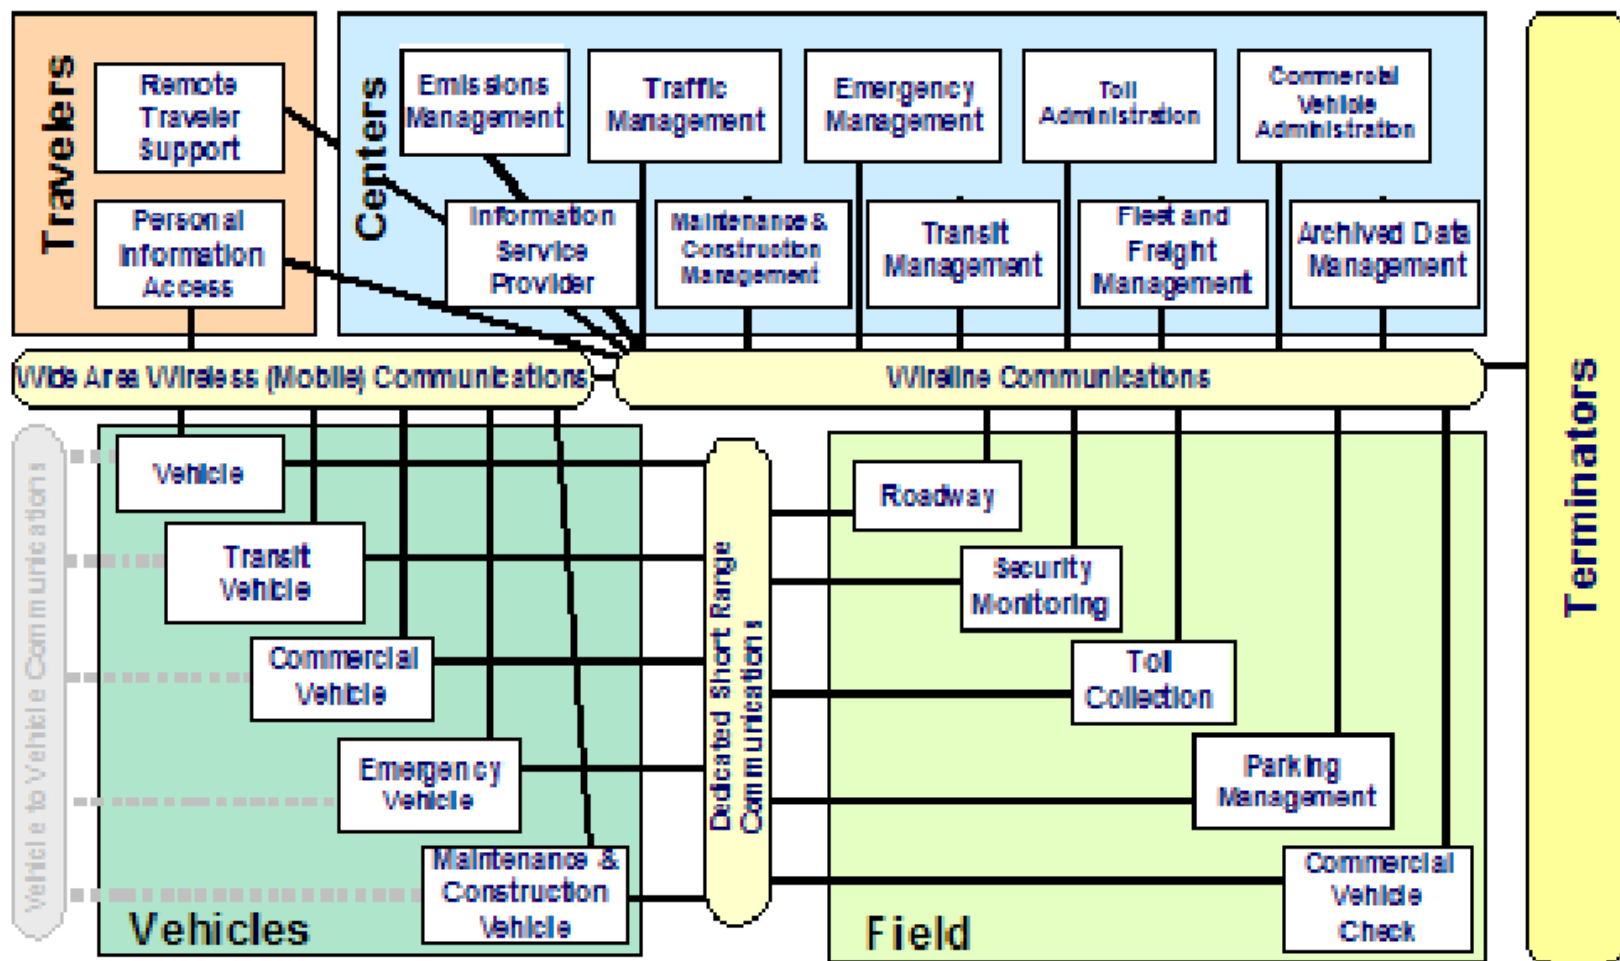 Travelers
Remote
Traveler
Support
Personal
Information
Access
Centers
Emissions
Management
Traffic
Management
Emergency
Management
Toll
Administration
Commercial
Vehicle
Administration
Information
Service
Provider
Maintenance &
Construction
Management
Transit
Management
Fleet and
Freight
Management
Archived Data
Management
Terminators
Wide Area Wireless (Mobile) Communications
Wireline Communications
Vehicle to Vehicle Communications
Vehicle
Transit
Vehicle
Commercial
Vehicle
Emergency
Vehicle
Maintenance &
Construction
Vehicle
Vehicles
Dedicated Short Range
Communications
Roadway
Security
Monitoring
Toll
Collection
Parking
Management
Commercial
Vehicle
Check
Field